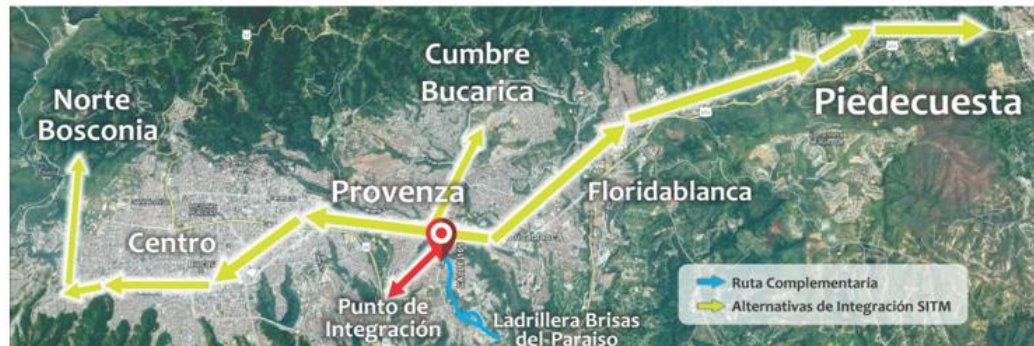 Norte
Bosconia
Cumbre
Bucarica
Piedecuesta
Provenza
Floridablanca
Centro
Punto de
Integración
Ladrillera Brisas
del Paraiso
Ruta Complementaria
Alternativas de Integración SITM